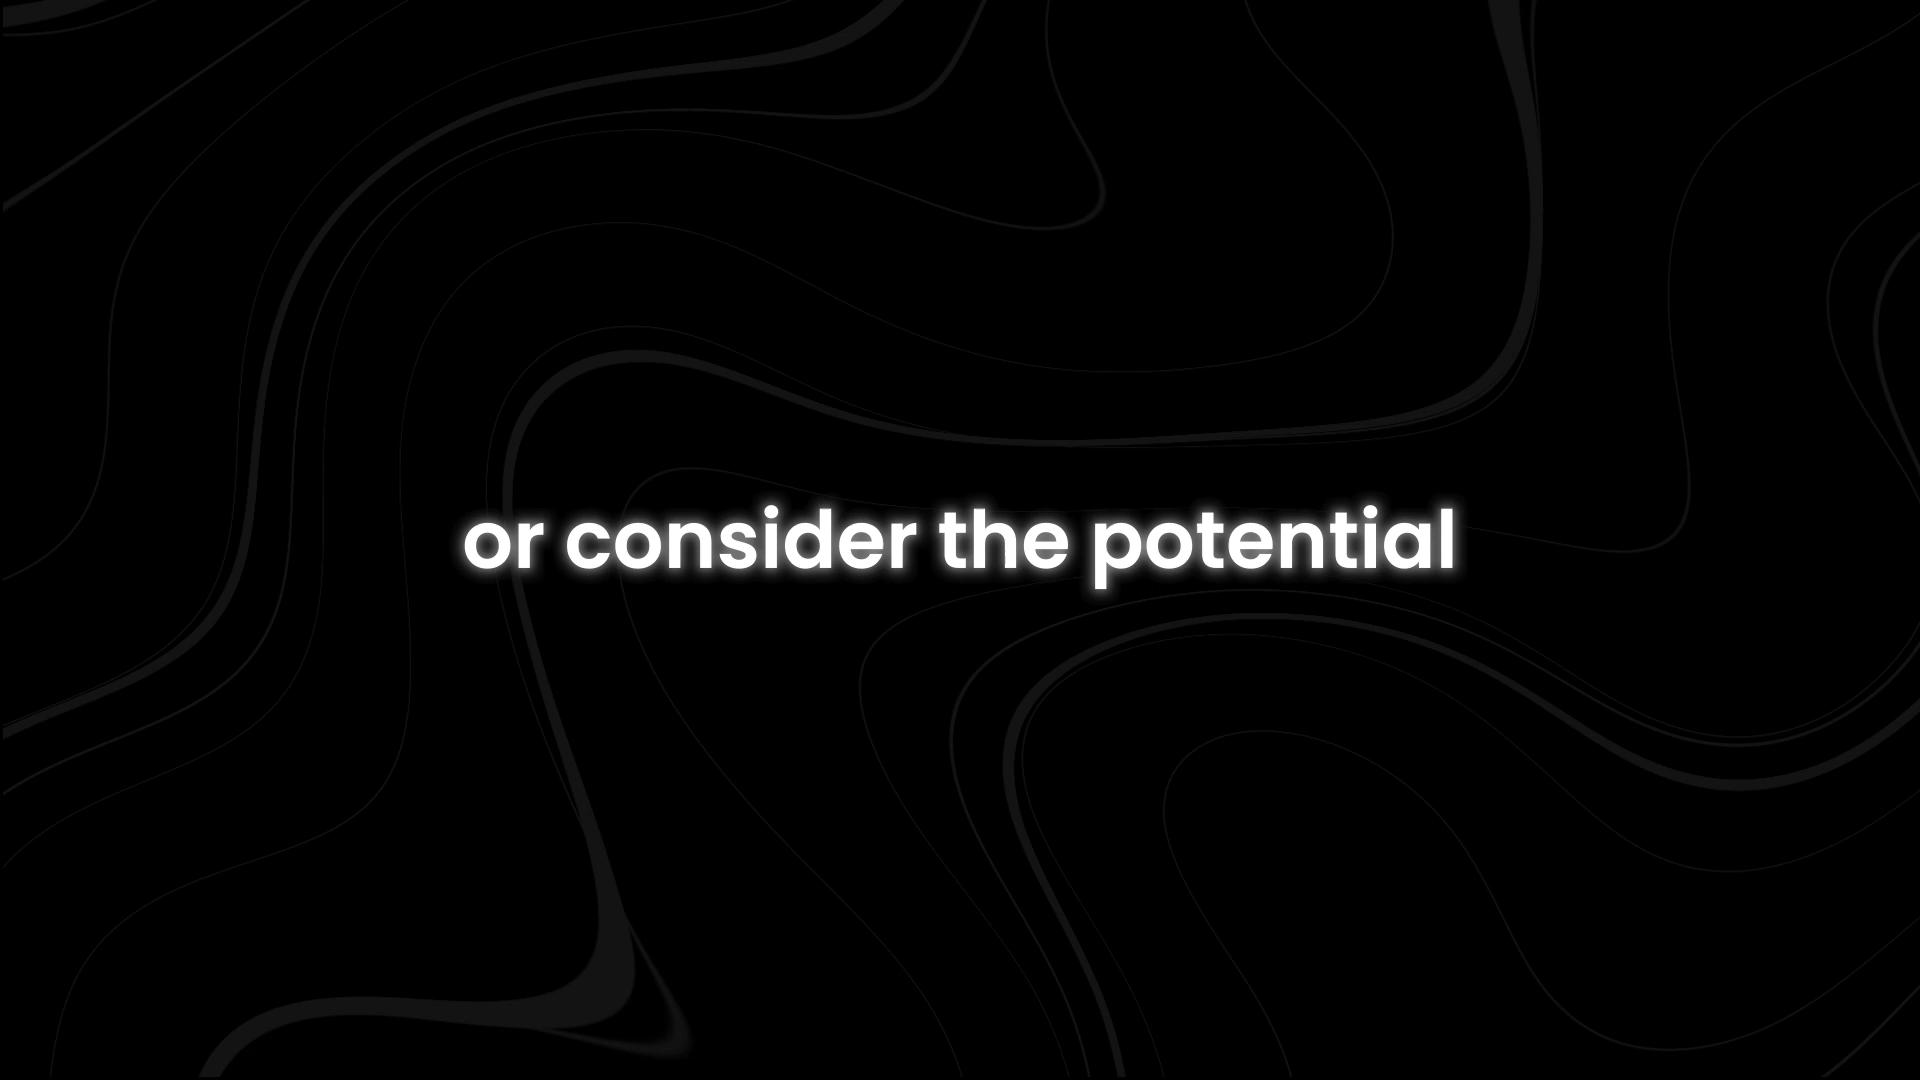 or consider the potential